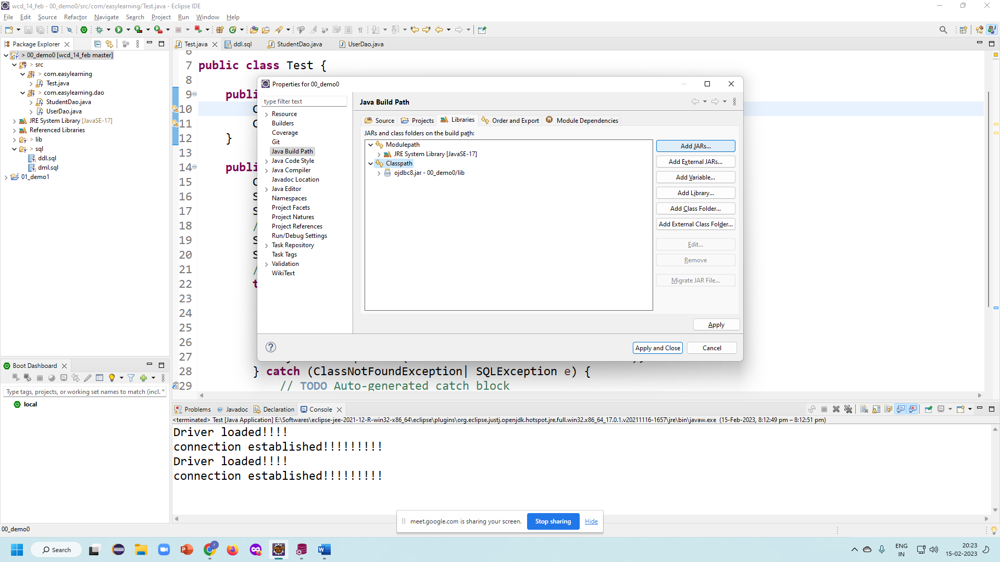 wcd_14_feb - 00_demo0/src/com/easylearning/Test.java - Eclipse IDE
File Edit Source Refactor Navigate Search Project Run Window Help
Package Explorer
> 00_demo0 [wcd_14_feb master]
> src
> com.easylearning
Test.java
> com.easylearning.dao
StudentDao.java
UserDao.java
JRE System Library [JavaSE-17]
Referenced Libraries
> lib
> sql
ddl.sql
dml.sql
01_demo1
Test.java ddl.sql StudentDao.java UserDao.java
6
7 public class Test {
8
9 publi
10 C
11 C
12 }
13
14 publi
15 C
16 S
17 S
18 /
19 S
20 S
21 /
22 t
23
24
25
26
27
28 } catch (ClassNotFoundException| SQLException e) {
29 // TODO Auto-generated catch block
Properties for 00_demo0
type filter text
Resource
Builders
Coverage
Git
Java Build Path
Java Code Style
Java Compiler
Javadoc Location
Java Editor
Namespaces
Project Facets
Project Natures
Project References
Run/Debug Settings
Task Repository
Task Tags
Validation
WikiText
Java Build Path
Source Projects Libraries Order and Export Module Dependencies
JARs and class folders on the build path:
Modulepath
JRE System Library [JavaSE-17]
Classpath
ojdbc8.jar - 00_demo0/lib
Add JARs...
Add External JARs...
Add Variable...
Add Library...
Add Class Folder...
Add External Class Folder...
Edit...
Remove
Migrate JAR File...
Apply
Apply and Close Cancel
Boot Dashboard
Type tags, projects, or working set names to match (incl. *
local
Problems Javadoc Declaration Console
<terminated> Test [Java Application] E:\Softwares\eclipse-jee-2021-12-R-win32-x86_64\eclipse\plugins\org.eclipse.justj.openjdk.hotspot.jre.full.win32.x86_64_17.0.1.v20211116-1657\jre\bin\javaw.exe (15-Feb-2023, 8:12:49 pm – 8:12:51 pm)
Driver loaded!!!!
connection established!!!!!!!!!
Driver loaded!!!!
connection established!!!!!!!!!
meet.google.com is sharing your screen. Stop sharing Hide
00_demo0
Search
ENG
IN
20:23
15-02-2023